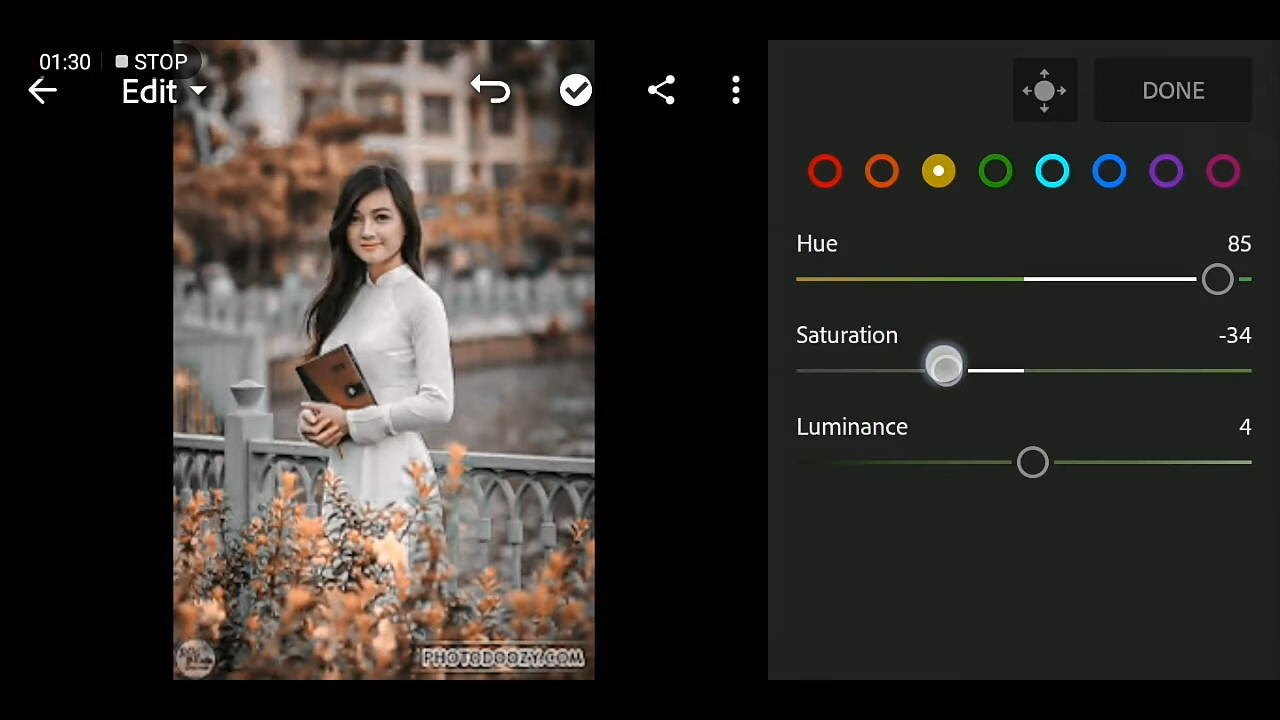 01:30 STOP
Edit
DONE
Hue 85
Saturation -34
Luminance 4
PHOTODOOZY.COM